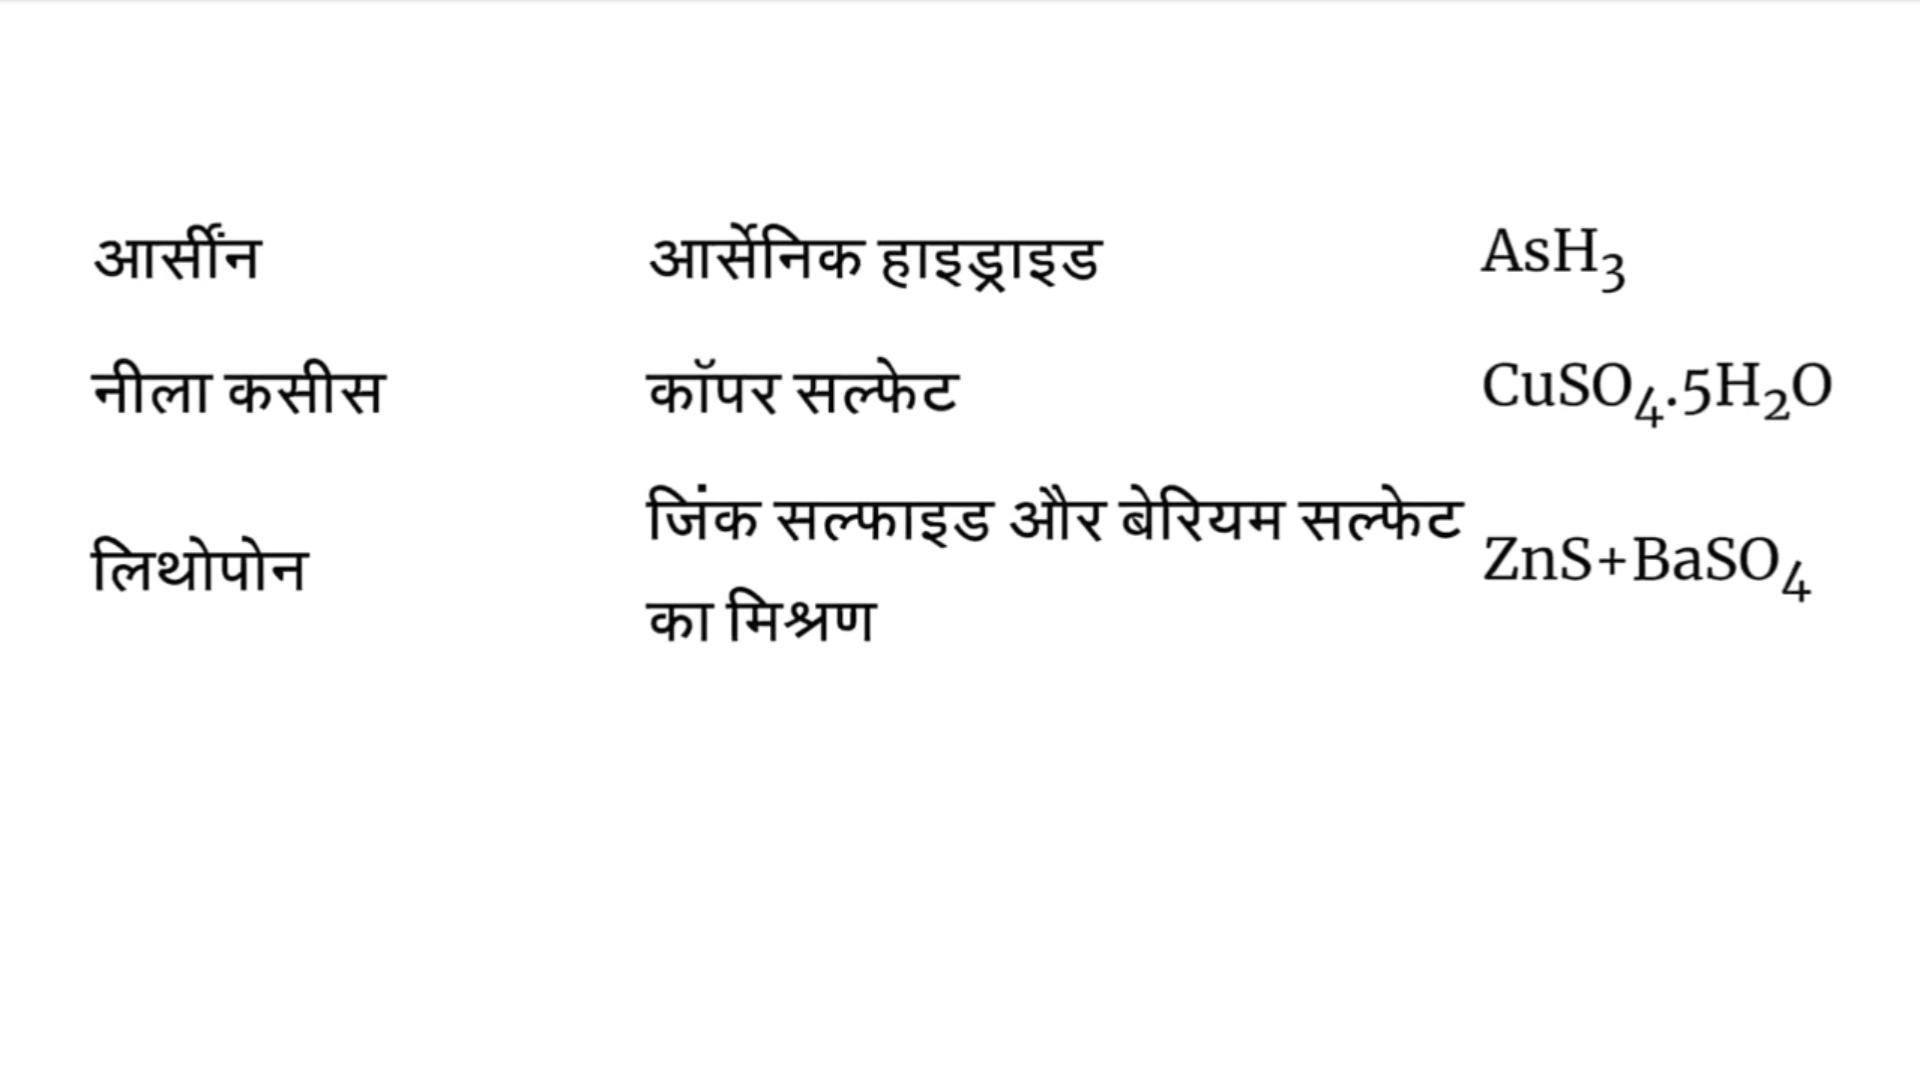 आर्सींन आर्सेनिक हाइड्राइड AsH₃
नीला कसीस कॉपर सल्फेट CuSO₄.5H₂O
लिथोपोन जिंक सल्फाइड और बेरियम सल्फेट ZnS+BaSO₄
का मिश्रण